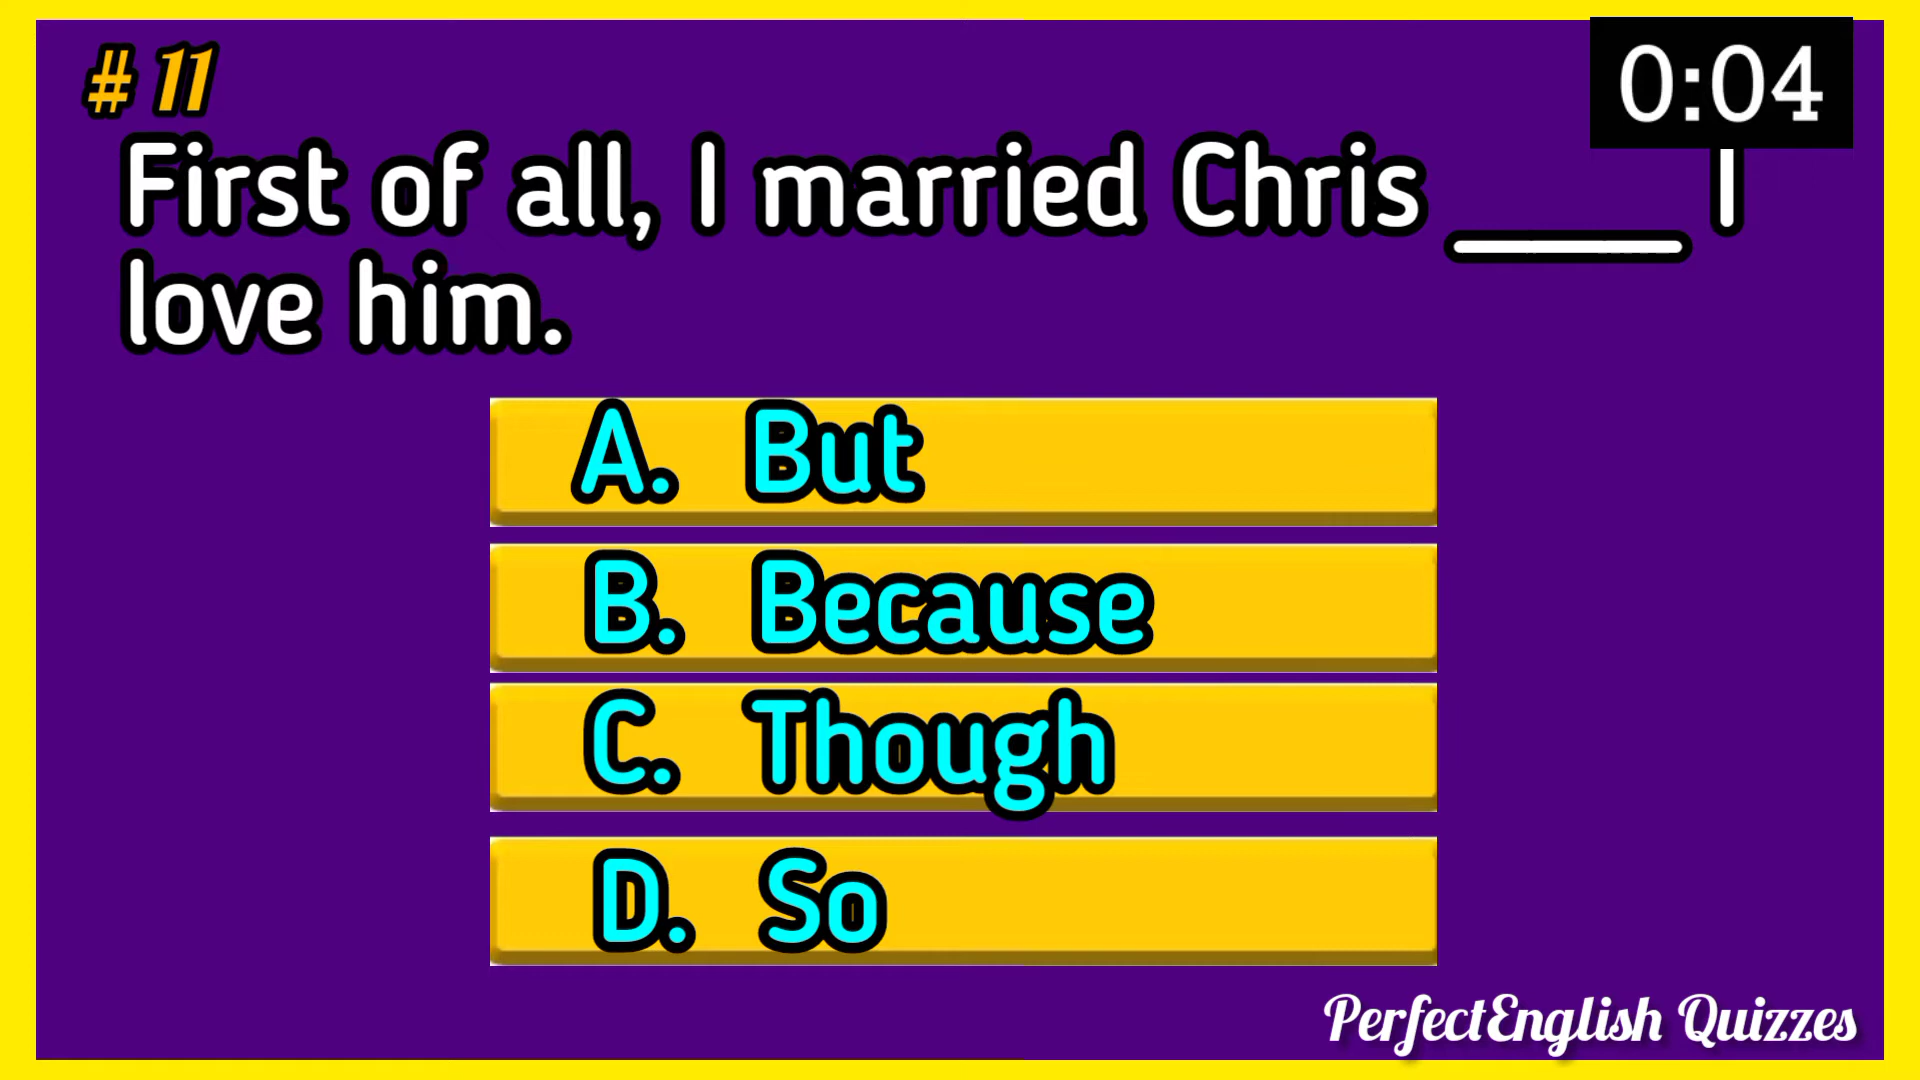 # 11
0:04
First of all, I married Chris ____ I
love him.
A. But
B. Because
C. Though
D. So
PerfectEnglish Quizzes